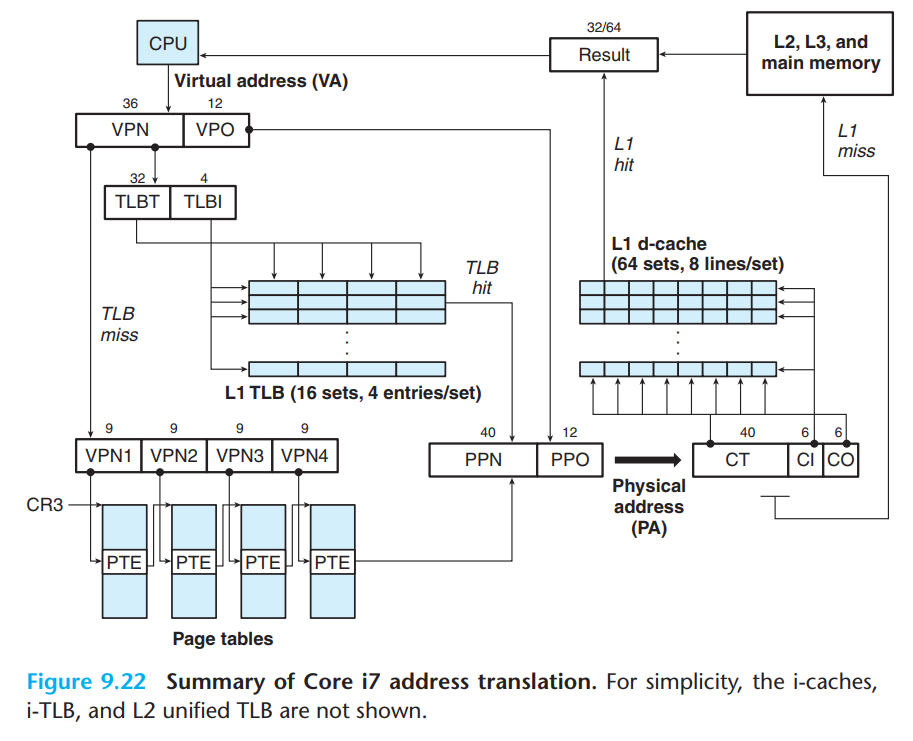 CPU
32/64
Result
L2, L3, and
main memory
Virtual address (VA)
36 12
VPN VPO
L1
hit
L1
miss
32 4
TLBT TLBI
L1 d-cache
(64 sets, 8 lines/set)
TLB
hit
TLB
miss
L1 TLB (16 sets, 4 entries/set)
9 9 9 9
VPN1 VPN2 VPN3 VPN4
40 12
PPN PPO
40 6 6
CT CI CO
Physical
address
(PA)
CR3
PTE PTE PTE PTE
Page tables
Figure 9.22 Summary of Core i7 address translation. For simplicity, the i-caches,
i-TLB, and L2 unified TLB are not shown.